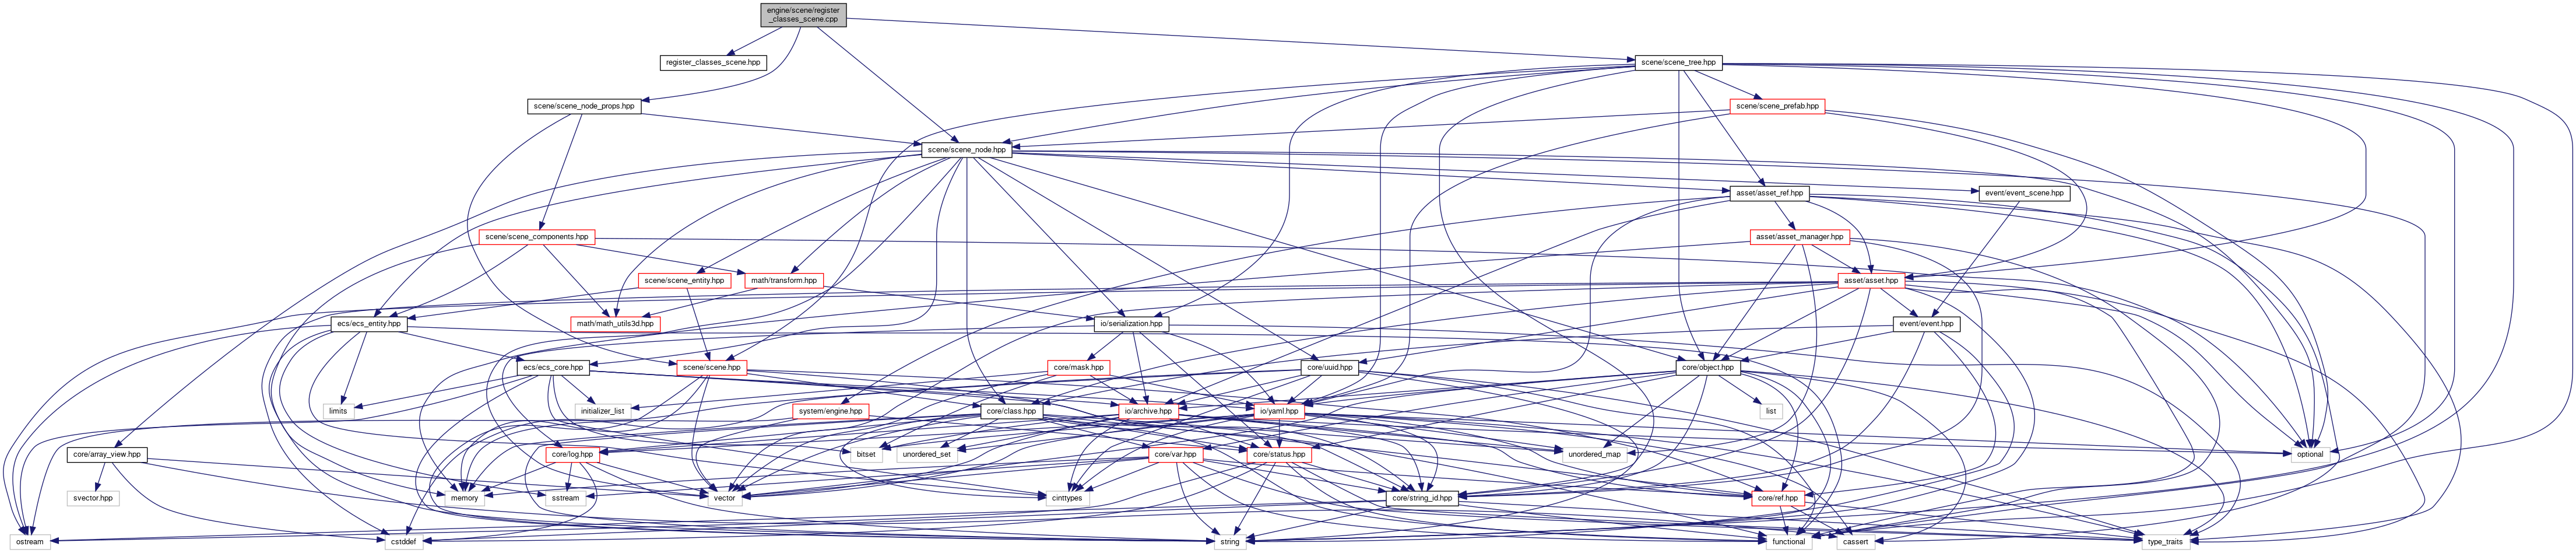 engine/scene/register
_classes_scene.cpp
register_classes_scene.hpp
scene/scene_tree.hpp
scene/scene_node_props.hpp
scene/scene_prefab.hpp
scene/scene_node.hpp
asset/asset_ref.hpp
event/event_scene.hpp
scene/scene_components.hpp
asset/asset_manager.hpp
scene/scene_entity.hpp
math/transform.hpp
asset/asset.hpp
ecs/ecs_entity.hpp
math/math_utils3d.hpp
io/serialization.hpp
event/event.hpp
ecs/ecs_core.hpp
scene/scene.hpp
core/mask.hpp
core/uuid.hpp
core/object.hpp
limits
initializer_list
system/engine.hpp
core/class.hpp
io/archive.hpp
io/yaml.hpp
list
core/array_view.hpp
core/log.hpp
bitset
unordered_set
core/var.hpp
core/status.hpp
unordered_map
optional
svector.hpp
memory
sstream
vector
cinttypes
core/string_id.hpp
core/ref.hpp
ostream
cstddef
string
functional
cassert
type_traits